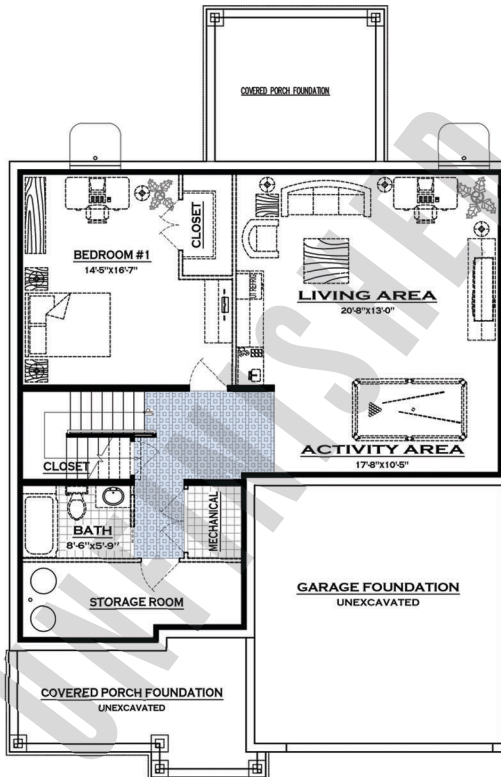 COVERED PORCH FOUNDATION
BEDROOM #1
14'-5"X16'-7"
CLOSET
LIVING AREA
20'-8"X13'-0"
ACTIVITY AREA
17'-8"X10'-5"
CLOSET
BATH
8'-6"X5'-9"
MECHANICAL
STORAGE ROOM
GARAGE FOUNDATION
UNEXCAVATED
COVERED PORCH FOUNDATION
UNEXCAVATED
UNFINISHED